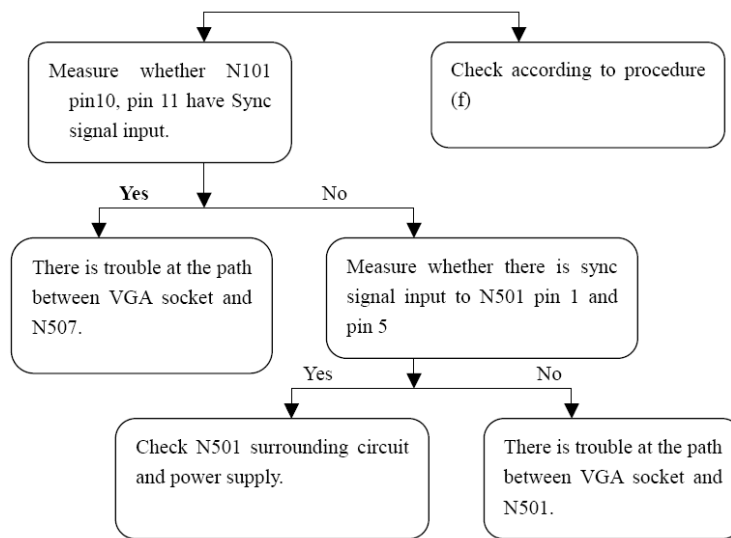 Measure whether N101
pin10, pin 11 have Sync
signal input.
Check according to procedure
(f)
Yes
No
There is trouble at the path
between VGA socket and
N507.
Measure whether there is sync
signal input to N501 pin 1 and
pin 5
Yes
No
Check N501 surrounding circuit
and power supply.
There is trouble at the path
between VGA socket and
N501.